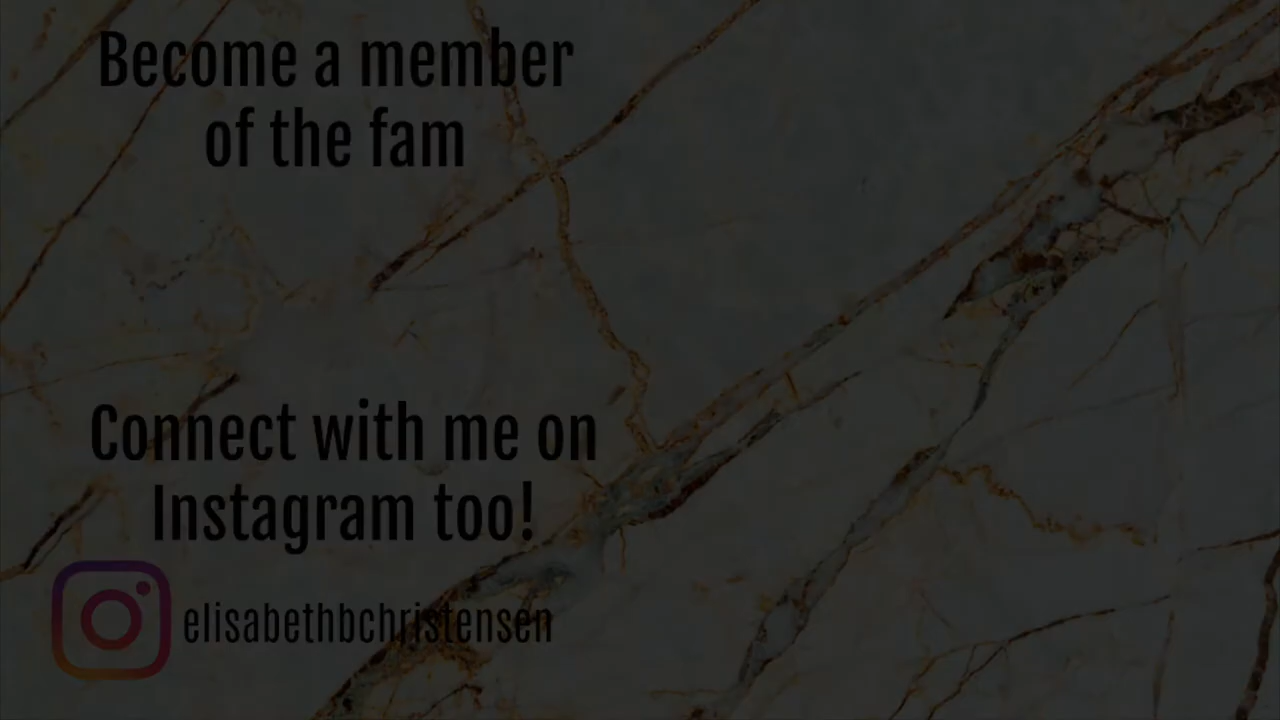 Become a member
of the fam
Connect with me on
Instagram too!
elisabethbchristensen